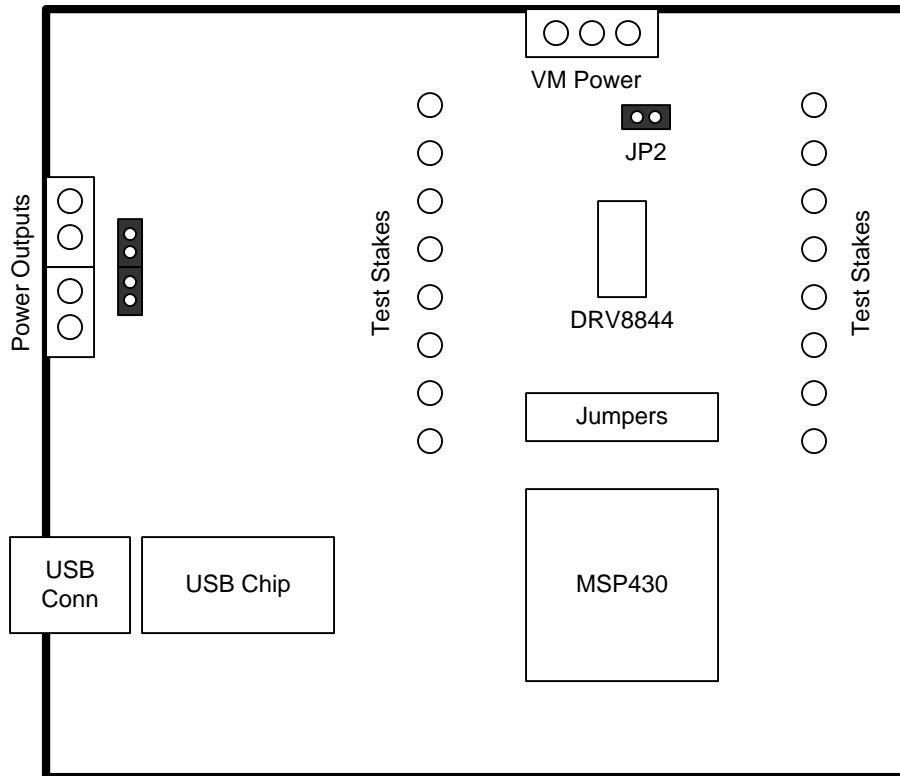 VM Power
JP2
Power Outputs
Test Stakes
Test Stakes
DRV8844
Jumpers
USB
Conn
USB Chip
MSP430